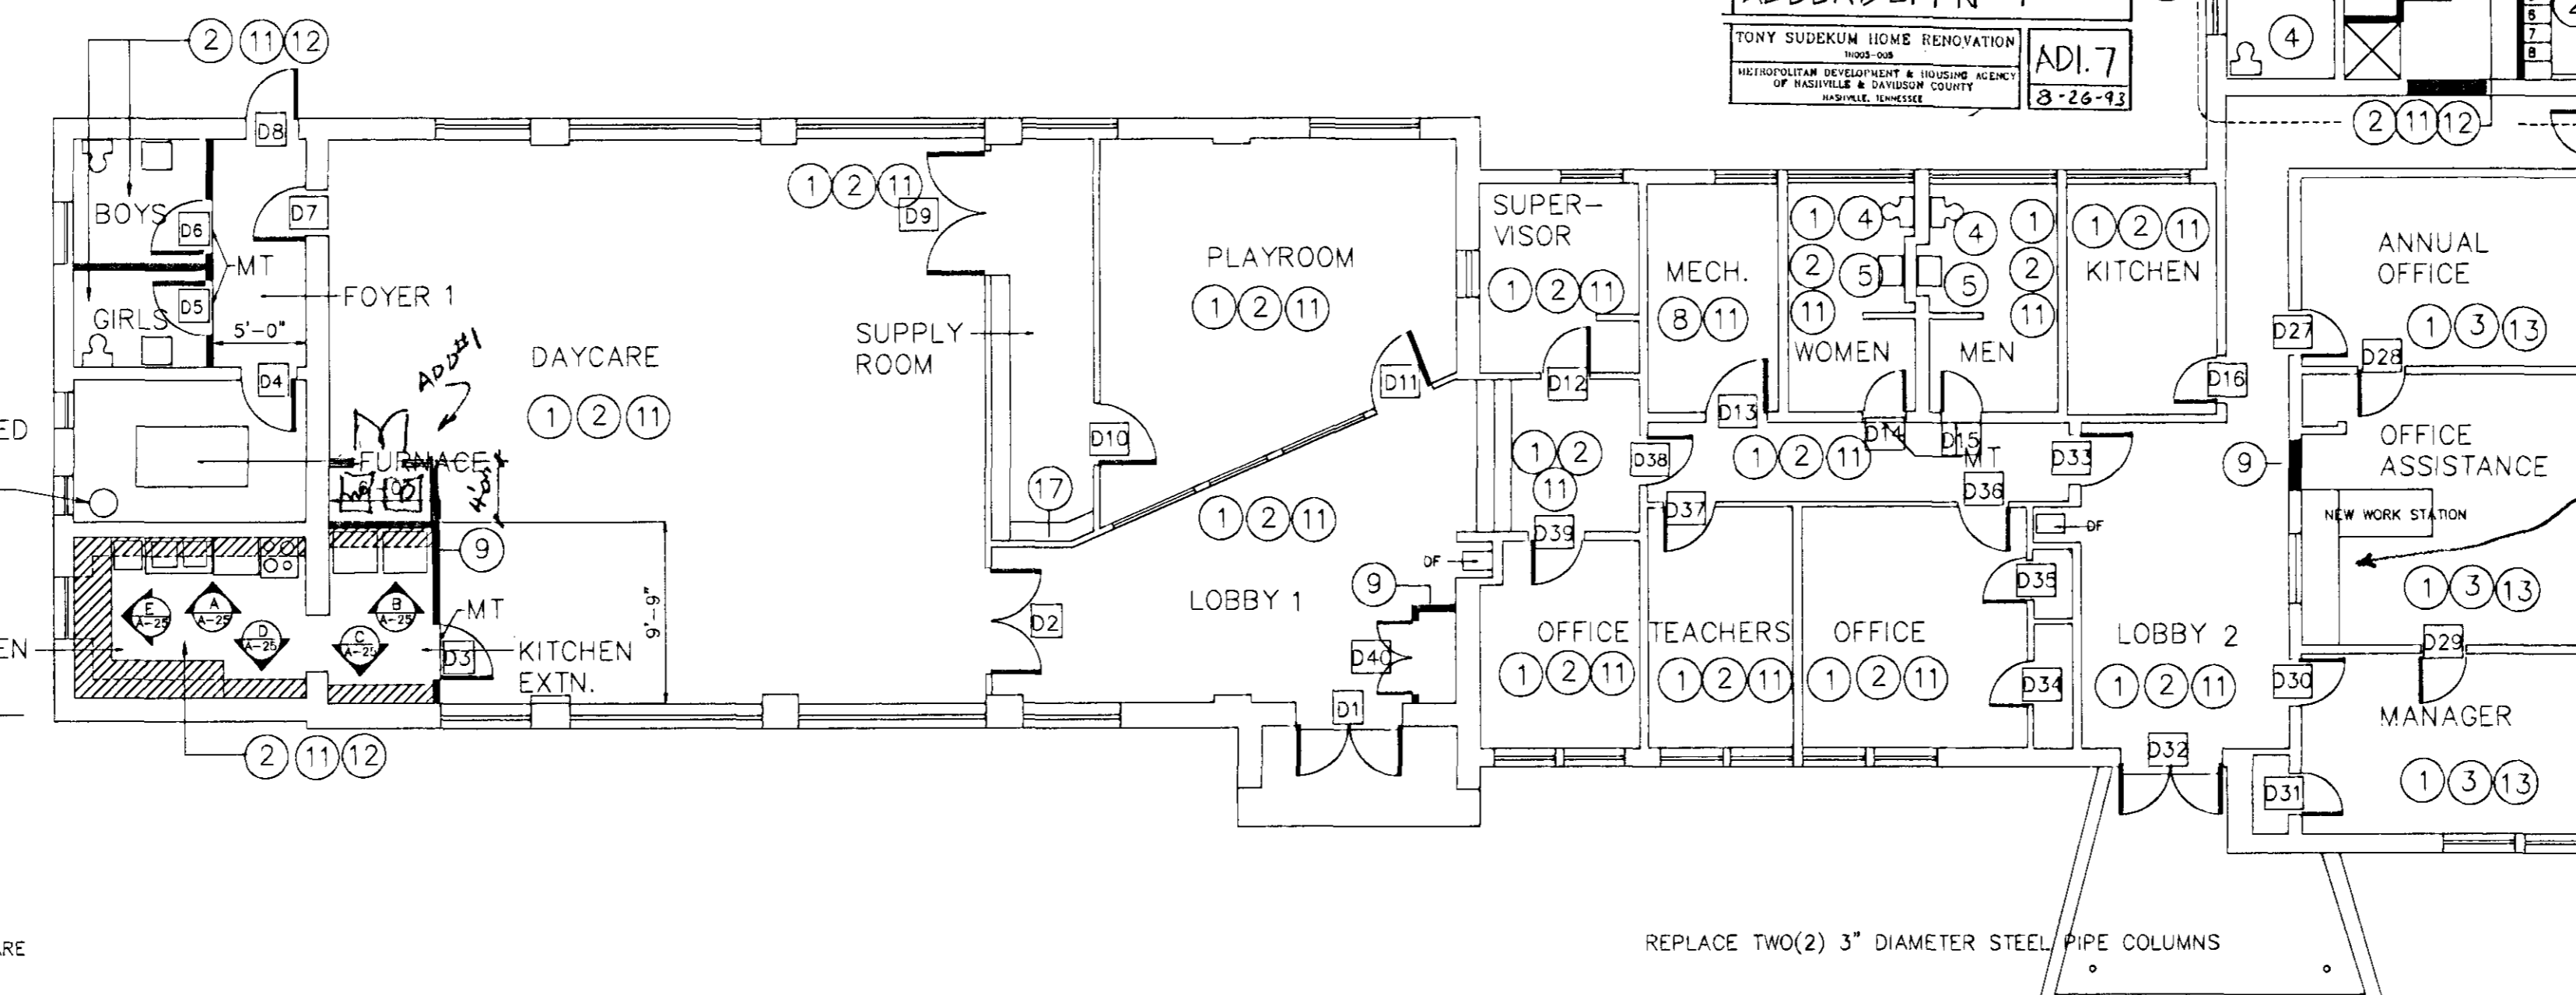 TONY SUDEKUM HOME RENOVATION
METROPOLITAN DEVELOPMENT & HOUSING AGENCY
OF NASHVILLE & DAVIDSON COUNTY
NASHVILLE, TENNESSEE
AD1.7
8-26-93
6
7
8
4
2 11 12
2 11 12
D8
BOYS
D6
D7
MT
FOYER 1
GIRLS
D5
5'-0"
D4
ADD#1
DAYCARE
1 2 11
1 2 11
D9
SUPPLY
ROOM
PLAYROOM
1 2 11
D10
D11
17
SUPER-
VISOR
1 2 11
D12
MECH.
8 11
D13
1 4
2 5
11
WOMEN
D14
4 1
5 2
11
MEN
D15
1 2 11
KITCHEN
D16
ANNUAL
OFFICE
1 3 13
D27
D28
ED
FURNACE
4'-0"
9
9'-9"
MT
D3
KITCHEN
EXTN.
E
A-25
A
A-25
D
A-25
C
A-25
B
A-25
EN
2 11 12
1 2 11
LOBBY 1
D2
DF
9
D40
D1
1 2
11
D38
D39
1 2 11
MT
D36
D33
D37
DF
D35
D34
OFFICE
1 2 11
TEACHERS
1 2 11
OFFICE
1 2 11
LOBBY 2
1 2 11
D32
9
OFFICE
ASSISTANCE
NEW WORK STATION
1 3 13
D29
D30
MANAGER
1 3 13
D31
ARE
REPLACE TWO(2) 3" DIAMETER STEEL PIPE COLUMNS